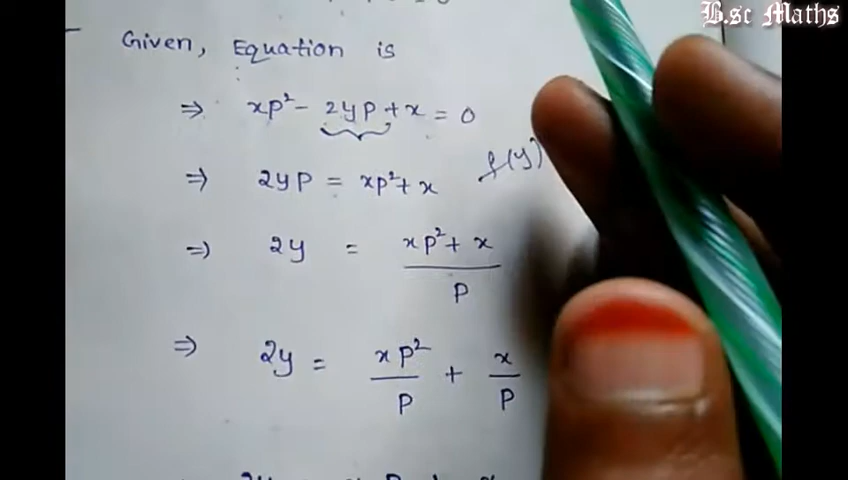 B.sc Maths
Given, Equation is
⇒ xp² - 2yp + x = 0
⇒ 2yp = xp² + x f(y)
⇒ 2y = (xp² + x)/p
⇒ 2y = xp²/p + x/p